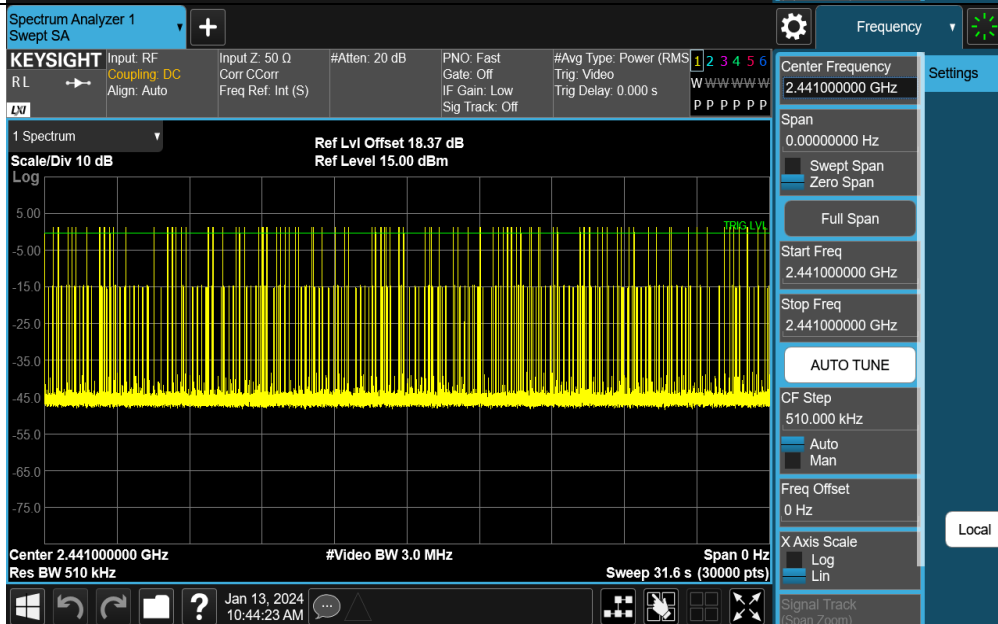 Spectrum Analyzer 1
Swept SA
+
Frequency
KEYSIGHT
RL
LXI
Input: RF
Coupling: DC
Align: Auto
Input Z: 50 Ω
Corr CCorr
Freq Ref: Int (S)
#Atten: 20 dB
PNO: Fast
Gate: Off
IF Gain: Low
Sig Track: Off
#Avg Type: Power (RMS
Trig: Video
Trig Delay: 0.000 s
1 2 3 4 5 6
W W W W W W
P P P P P P
1 Spectrum
Scale/Div 10 dB
Log
Ref Lvl Offset 18.37 dB
Ref Level 15.00 dBm
TRIG LVL
5.00
-5.00
-15.0
-25.0
-35.0
-45.0
-55.0
-65.0
-75.0
Center 2.441000000 GHz
#Video BW 3.0 MHz
Span 0 Hz
Res BW 510 kHz
Sweep 31.6 s (30000 pts)
Center Frequency
2.441000000 GHz
Settings
Span
0.00000000 Hz
Swept Span
Zero Span
Full Span
Start Freq
2.441000000 GHz
Stop Freq
2.441000000 GHz
AUTO TUNE
CF Step
510.000 kHz
Auto
Man
Freq Offset
0 Hz
Local
X Axis Scale
Log
Lin
Signal Track
(Span Zoom)
?
Jan 13, 2024
10:44:23 AM